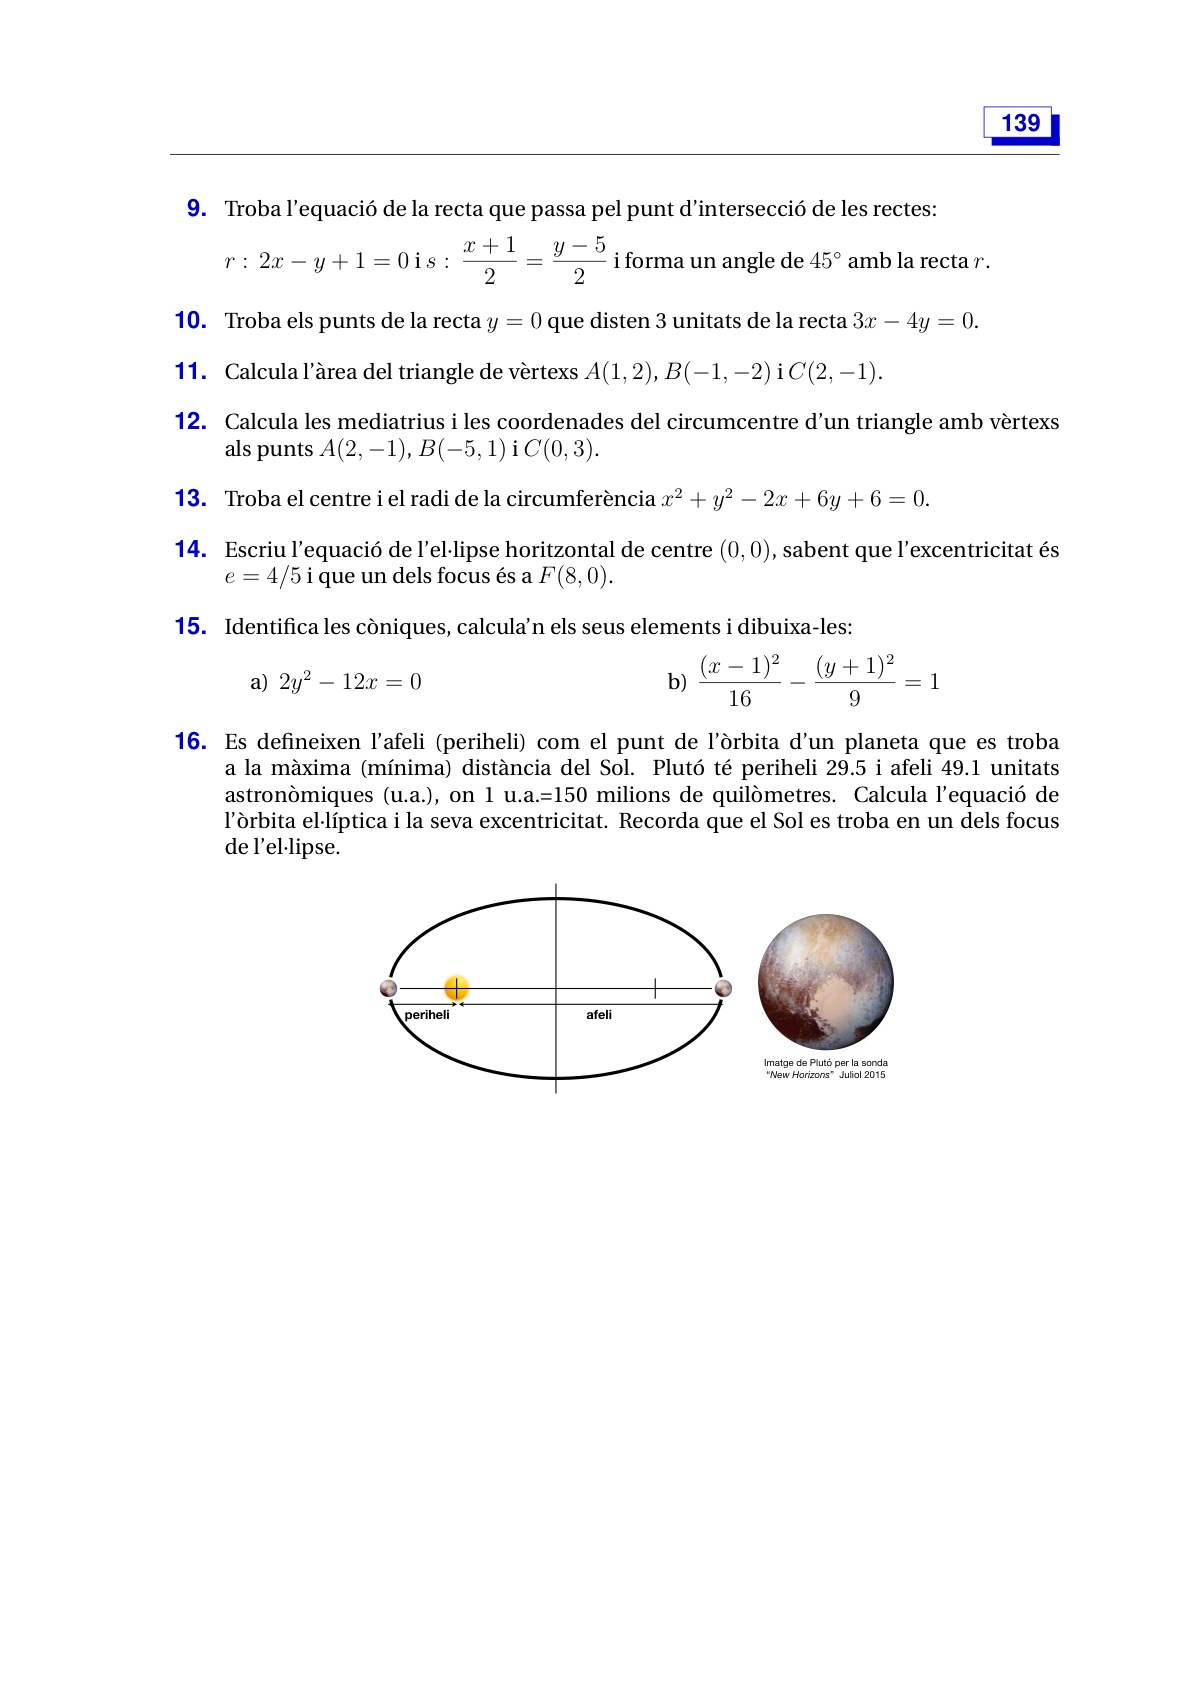 139
9. Troba l'equació de la recta que passa pel punt d'intersecció de les rectes:
r : 2x − y + 1 = 0 i s : (x + 1)/2 = (y − 5)/2 i forma un angle de 45° amb la recta r.
10. Troba els punts de la recta y = 0 que disten 3 unitats de la recta 3x − 4y = 0.
11. Calcula l'àrea del triangle de vèrtexs A(1, 2), B(−1, −2) i C(2, −1).
12. Calcula les mediatrius i les coordenades del circumcentre d'un triangle amb vèrtexs
als punts A(2, −1), B(−5, 1) i C(0, 3).
13. Troba el centre i el radi de la circumferència x² + y² − 2x + 6y + 6 = 0.
14. Escriu l'equació de l'el·lipse horitzontal de centre (0, 0), sabent que l'excentricitat és
e = 4/5 i que un dels focus és a F(8, 0).
15. Identifica les còniques, calcula'n els seus elements i dibuixa-les:
a) 2y² − 12x = 0 b) (x − 1)²/16 − (y + 1)²/9 = 1
16. Es defineixen l'afeli (periheli) com el punt de l'òrbita d'un planeta que es troba
a la màxima (mínima) distància del Sol. Plutó té periheli 29.5 i afeli 49.1 unitats
astronòmiques (u.a.), on 1 u.a.=150 milions de quilòmetres. Calcula l'equació de
l'òrbita el·líptica i la seva excentricitat. Recorda que el Sol es troba en un dels focus
de l'el·lipse.
periheli afeli
Imatge de Plutó per la sonda
"New Horizons" Juliol 2015